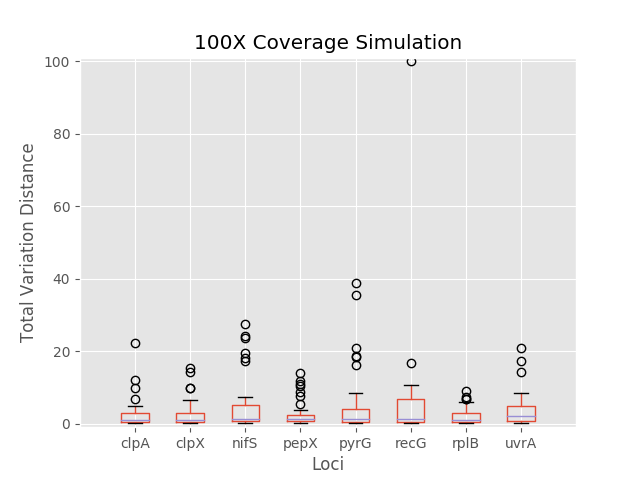 100X Coverage Simulation
Total Variation Distance
100
80
60
40
20
0
clpA clpX nifS pepX pyrG recG rplB uvrA
Loci